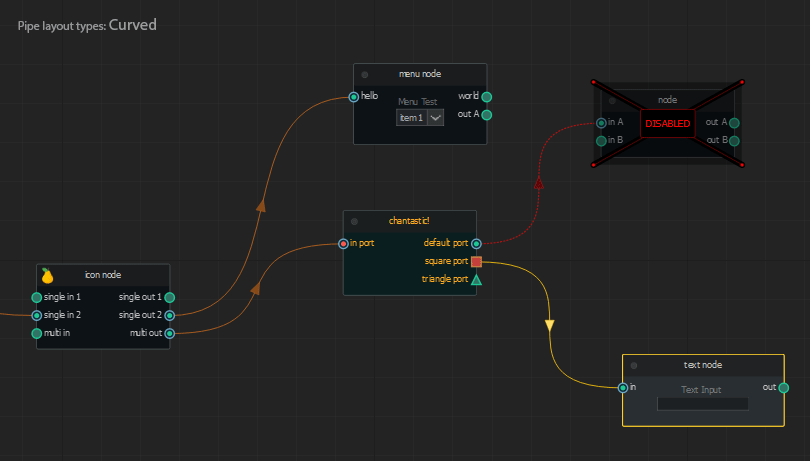 Pipe layout types: Curved
menu node
hello
world
Menu Test
out A
item 1
node
in A
DISABLED
out A
in B
out B
chantastic!
in port
default port
square port
triangle port
icon node
single in 1
single out 1
single in 2
single out 2
multi in
multi out
text node
in
Text Input
out